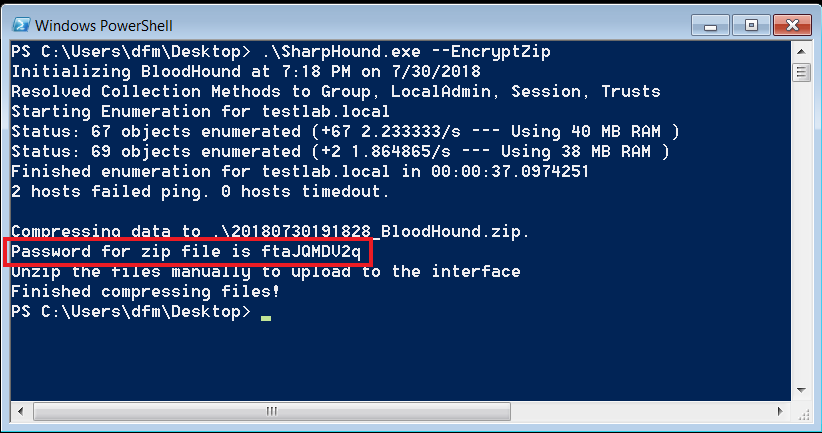 Windows PowerShell
PS C:\Users\dfm\Desktop> .\SharpHound.exe --EncryptZip
Initializing BloodHound at 7:18 PM on 7/30/2018
Resolved Collection Methods to Group, LocalAdmin, Session, Trusts
Starting Enumeration for testlab.local
Status: 67 objects enumerated (+67 2.233333/s --- Using 40 MB RAM )
Status: 69 objects enumerated (+2 1.864865/s --- Using 38 MB RAM )
Finished enumeration for testlab.local in 00:00:37.0974251
2 hosts failed ping. 0 hosts timedout.
Compressing data to .\20180730191828_BloodHound.zip.
Password for zip file is ftaJQMDV2q
Unzip the files manually to upload to the interface
Finished compressing files!
PS C:\Users\dfm\Desktop>